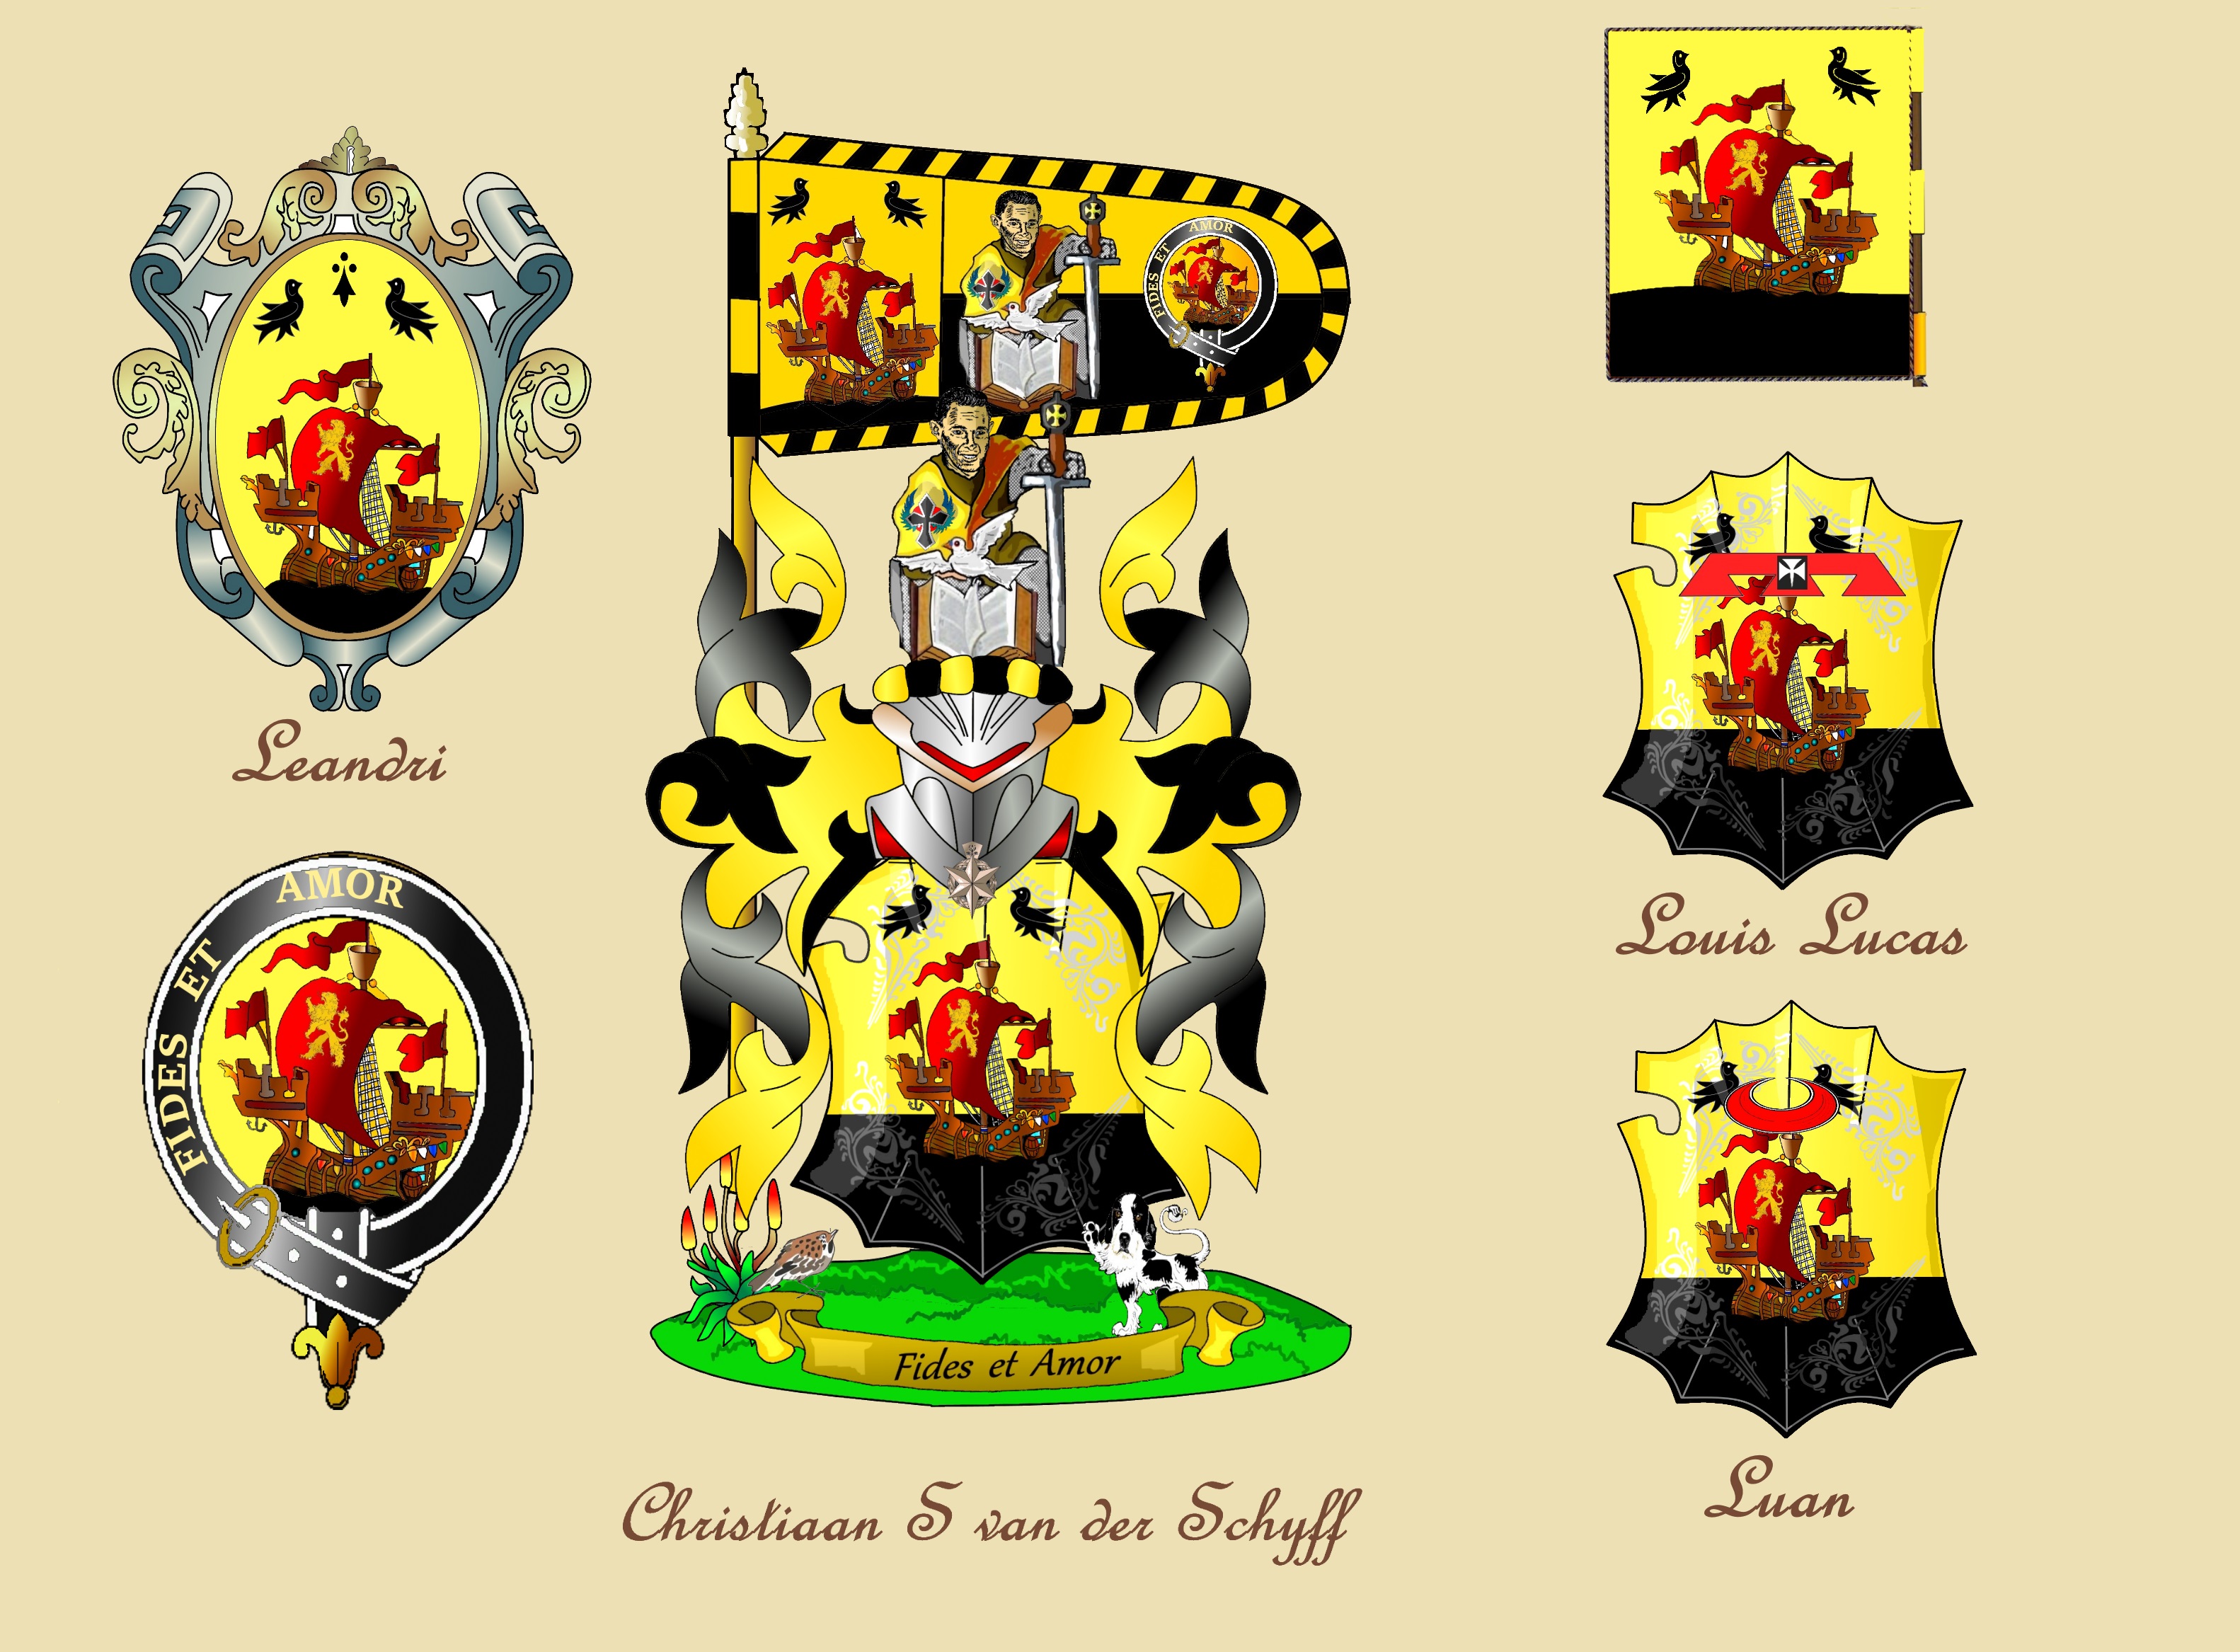 FIDES ET AMOR
Leandri
FIDES ET AMOR
Fides et Amor
Christiaan S van der Schyff
Louis Lucas
Luan